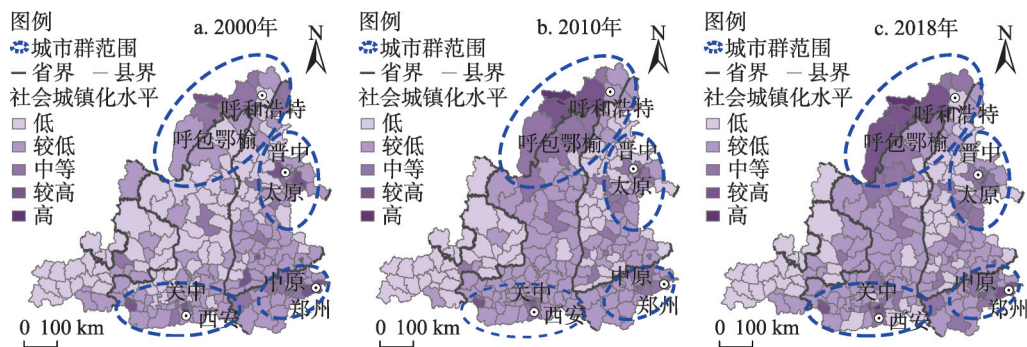 图例
a. 2000年
N
城市群范围
省界 县界
社会城镇化水平
低
较低
中等
较高
高
呼和浩特
呼包鄂榆
晋中
太原
关中
中原
西安
郑州
0 100 km
图例
b. 2010年
N
城市群范围
省界 县界
社会城镇化水平
低
较低
中等
较高
高
呼和浩特
呼包鄂榆
晋中
太原
关中
中原
西安
郑州
0 100 km
图例
c. 2018年
N
城市群范围
省界 县界
社会城镇化水平
低
较低
中等
较高
高
呼和浩特
呼包鄂榆
晋中
太原
关中
中原
西安
郑州
0 100 km